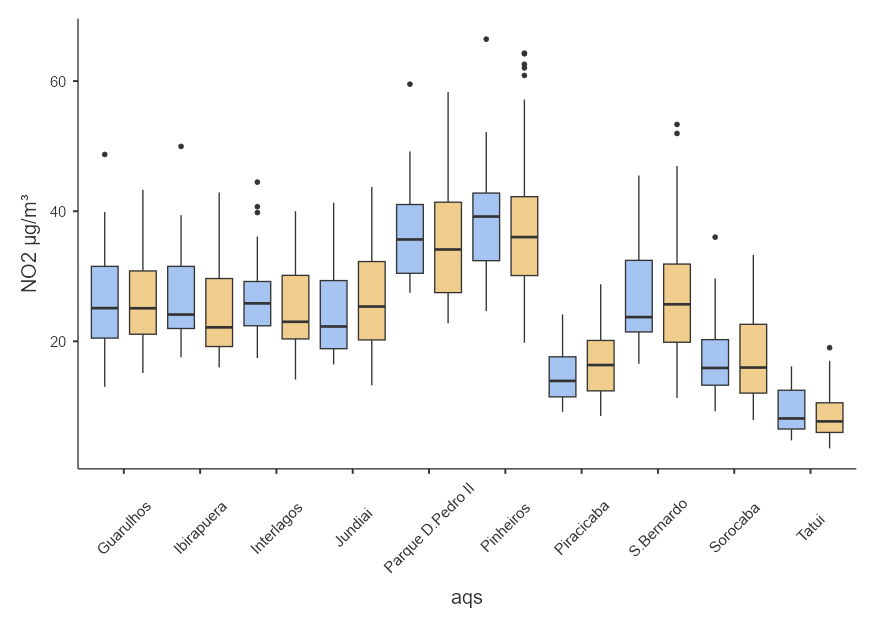 60
40
20
NO2 µg/m³
Guarulhos
Ibirapuera
Interlagos
Jundiai
Parque D.Pedro II
Pinheiros
Piracicaba
S.Bernardo
Sorocaba
Tatui
aqs